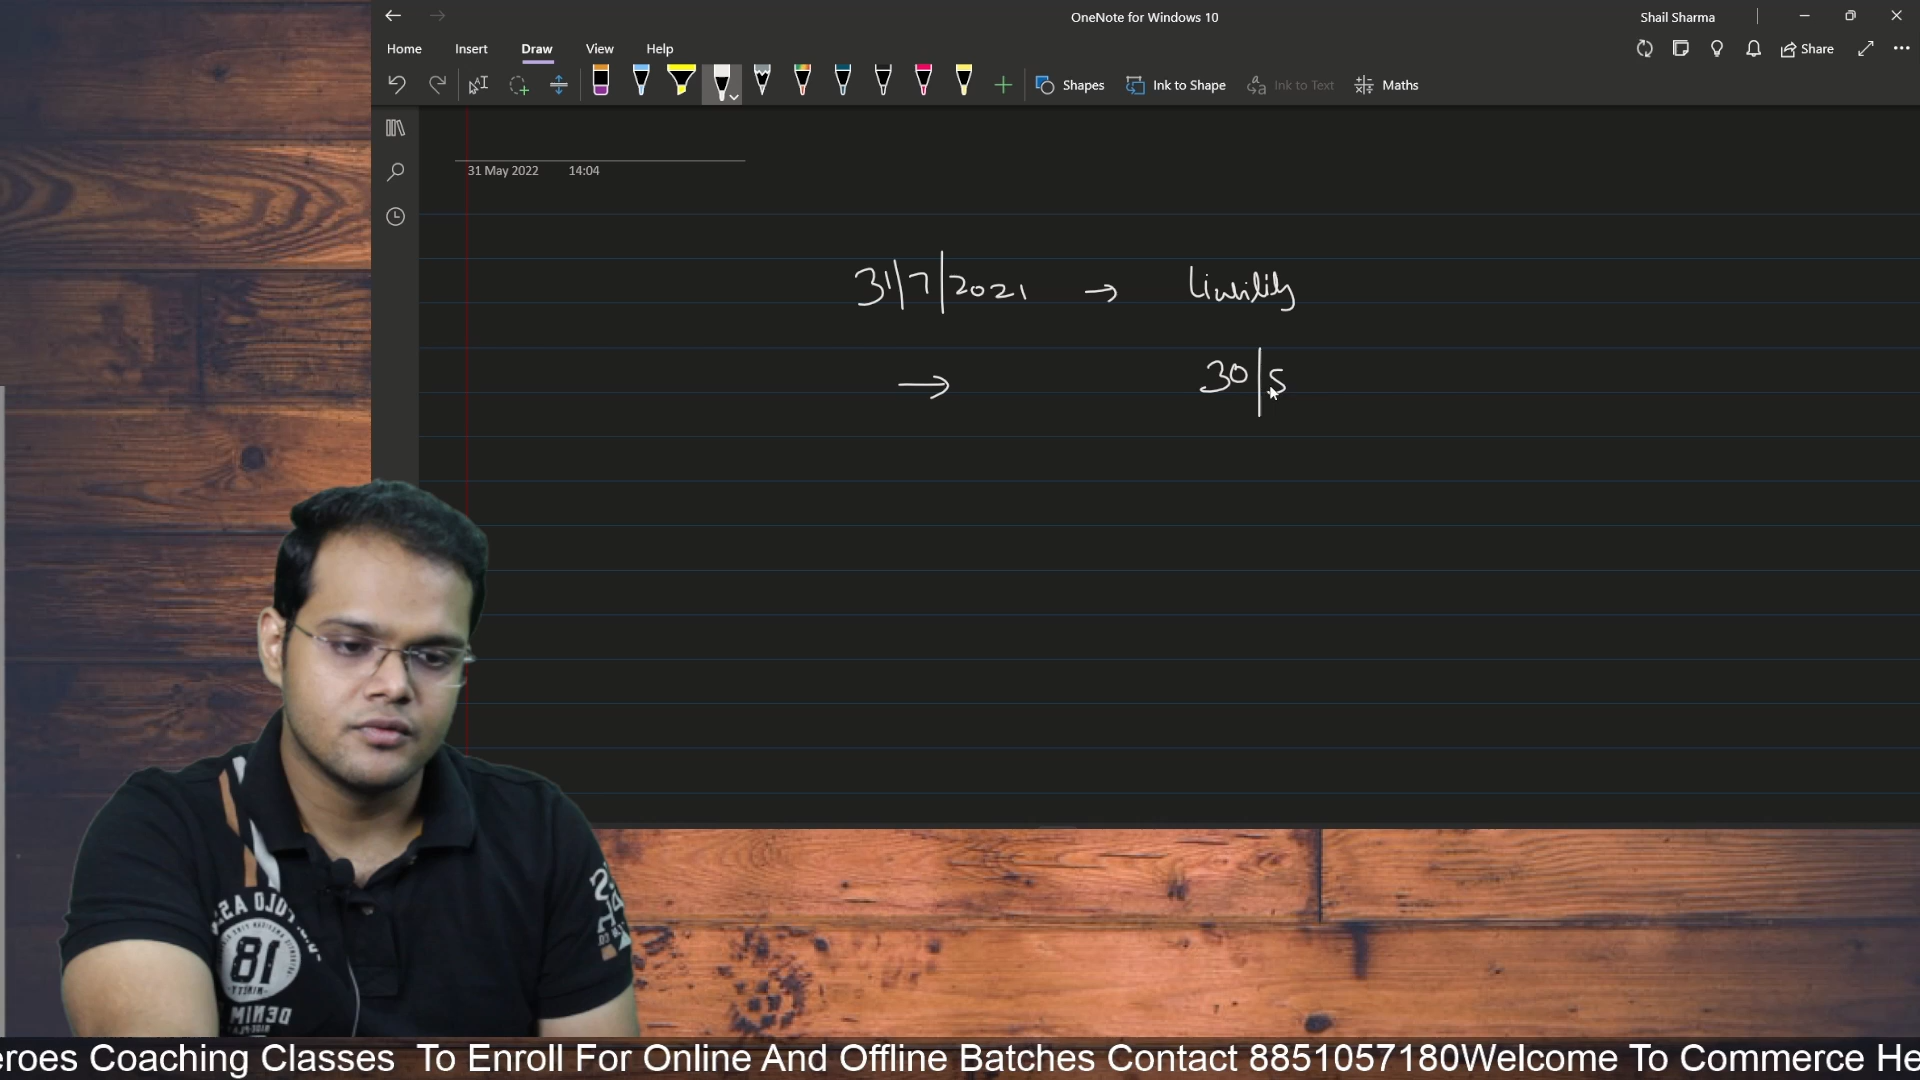 OneNote for Windows 10
Shail Sharma
Home Insert Draw View Help
Share
Shapes Ink to Shape Ink to Text Maths
31 May 2022 14:04
31/7/2021 → Liability
→ 30/5
81
DENIM
eroes Coaching Classes To Enroll For Online And Offline Batches Contact 8851057180Welcome To Commerce He